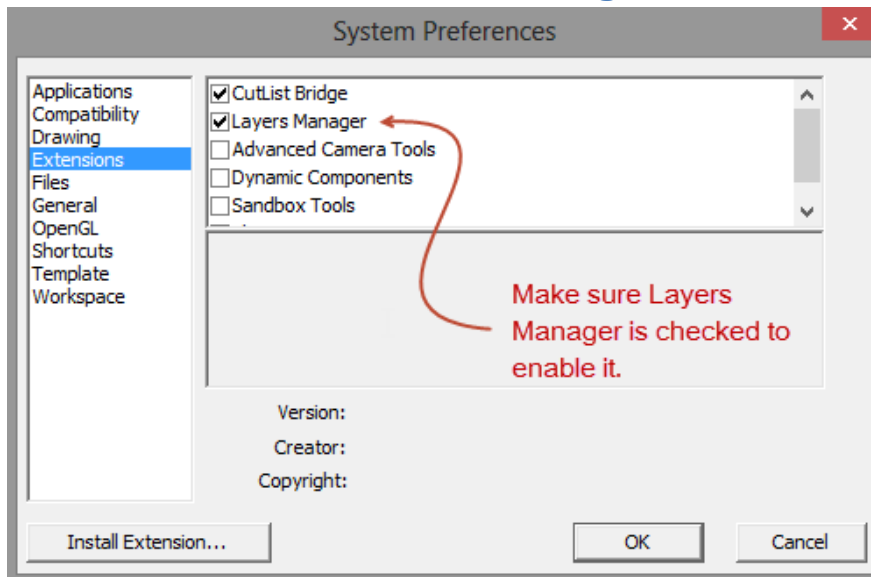 System Preferences
Applications
Compatibility
Drawing
Extensions
Files
General
OpenGL
Shortcuts
Template
Workspace
CutList Bridge
Layers Manager
Advanced Camera Tools
Dynamic Components
Sandbox Tools
Make sure Layers
Manager is checked to
enable it.
Version:
Creator:
Copyright:
Install Extension...
OK
Cancel